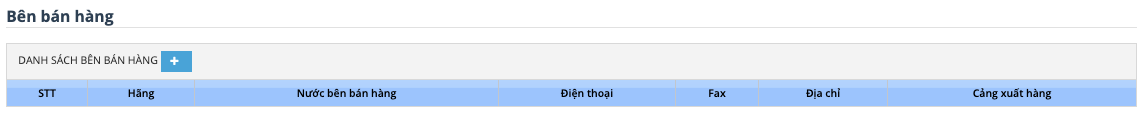 Bên bán hàng
DANH SÁCH BÊN BÁN HÀNG +
STT Hãng Nước bên bán hàng Điện thoại Fax Địa chỉ Cảng xuất hàng